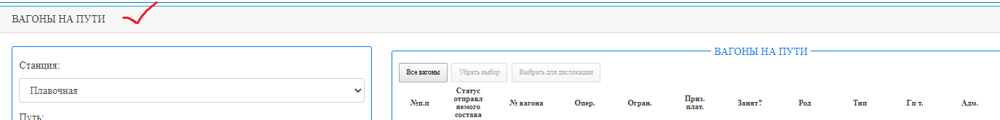 ВАГОНЫ НА ПУТИ
Станция:
Плавочная
Путь:
ВАГОНЫ НА ПУТИ
Все вагоны Убрать выбор Выбрать для дислокации
№п.п Статус отправл яемого состава № вагона Опер. Огран. Приз. плат. Занят? Род Тип Гп т. Адм.